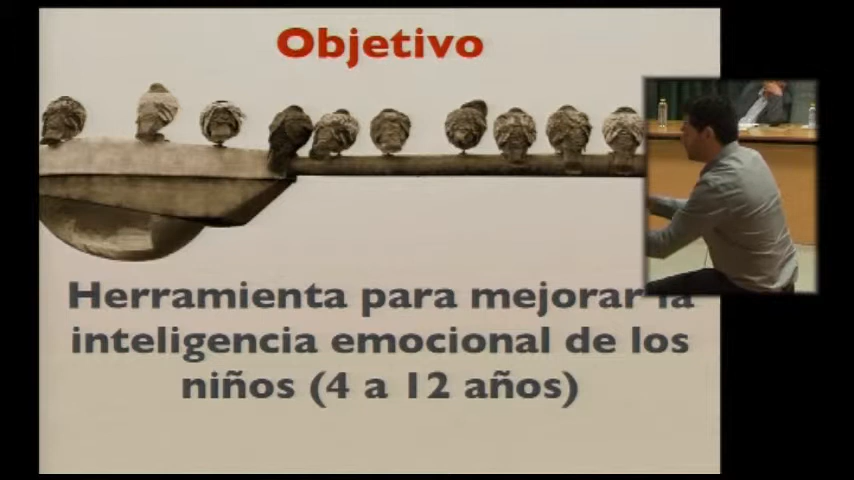 Objetivo
Herramienta para mejorar la
inteligencia emocional de los
niños (4 a 12 años)